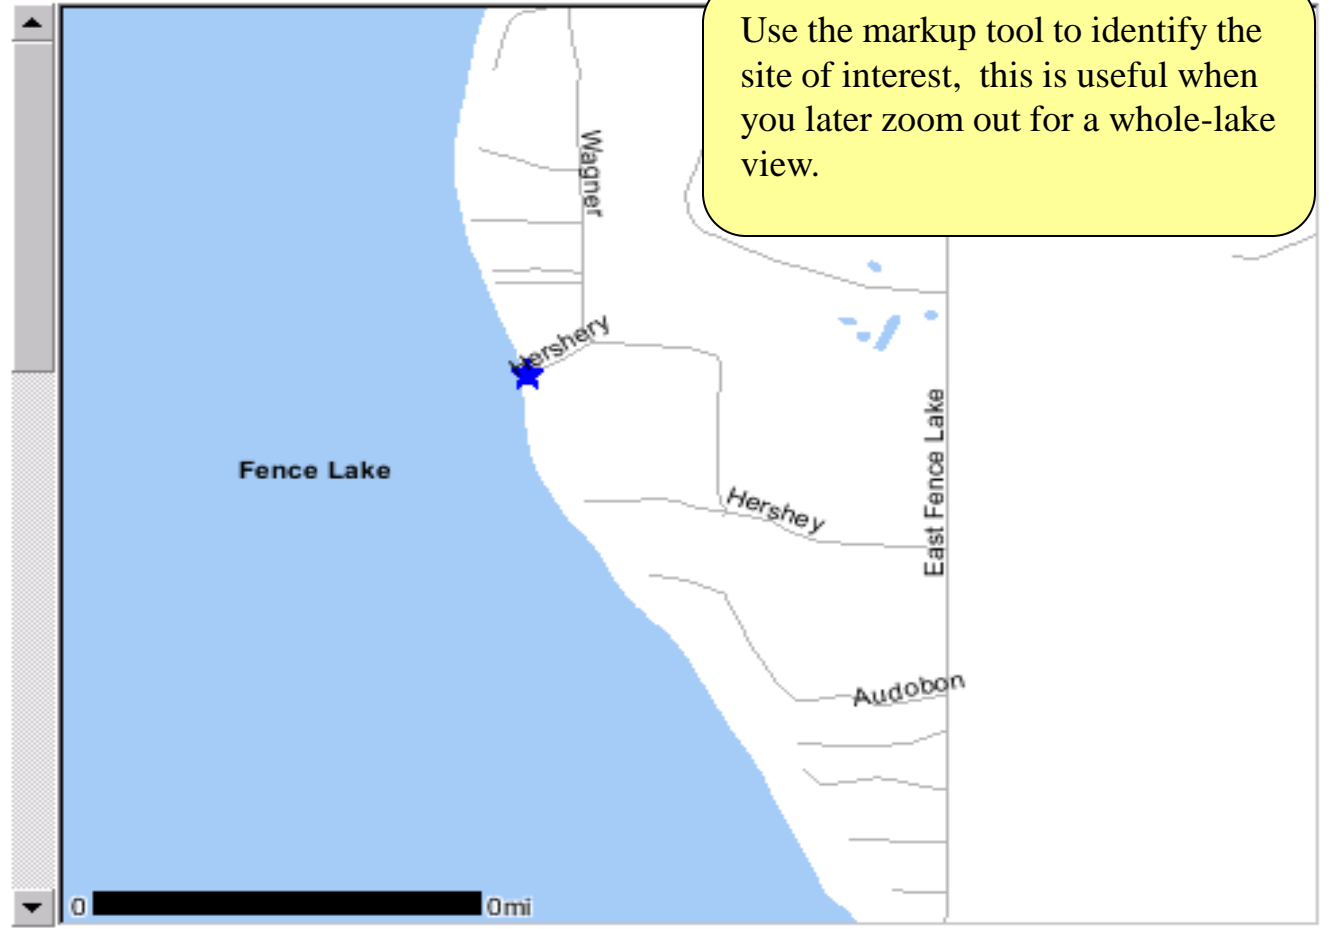 Use the markup tool to identify the
site of interest, this is useful when
you later zoom out for a whole-lake
view.
Wagner
Hershery
East Fence Lake
Fence Lake
Hershey
Audobon
0 0mi